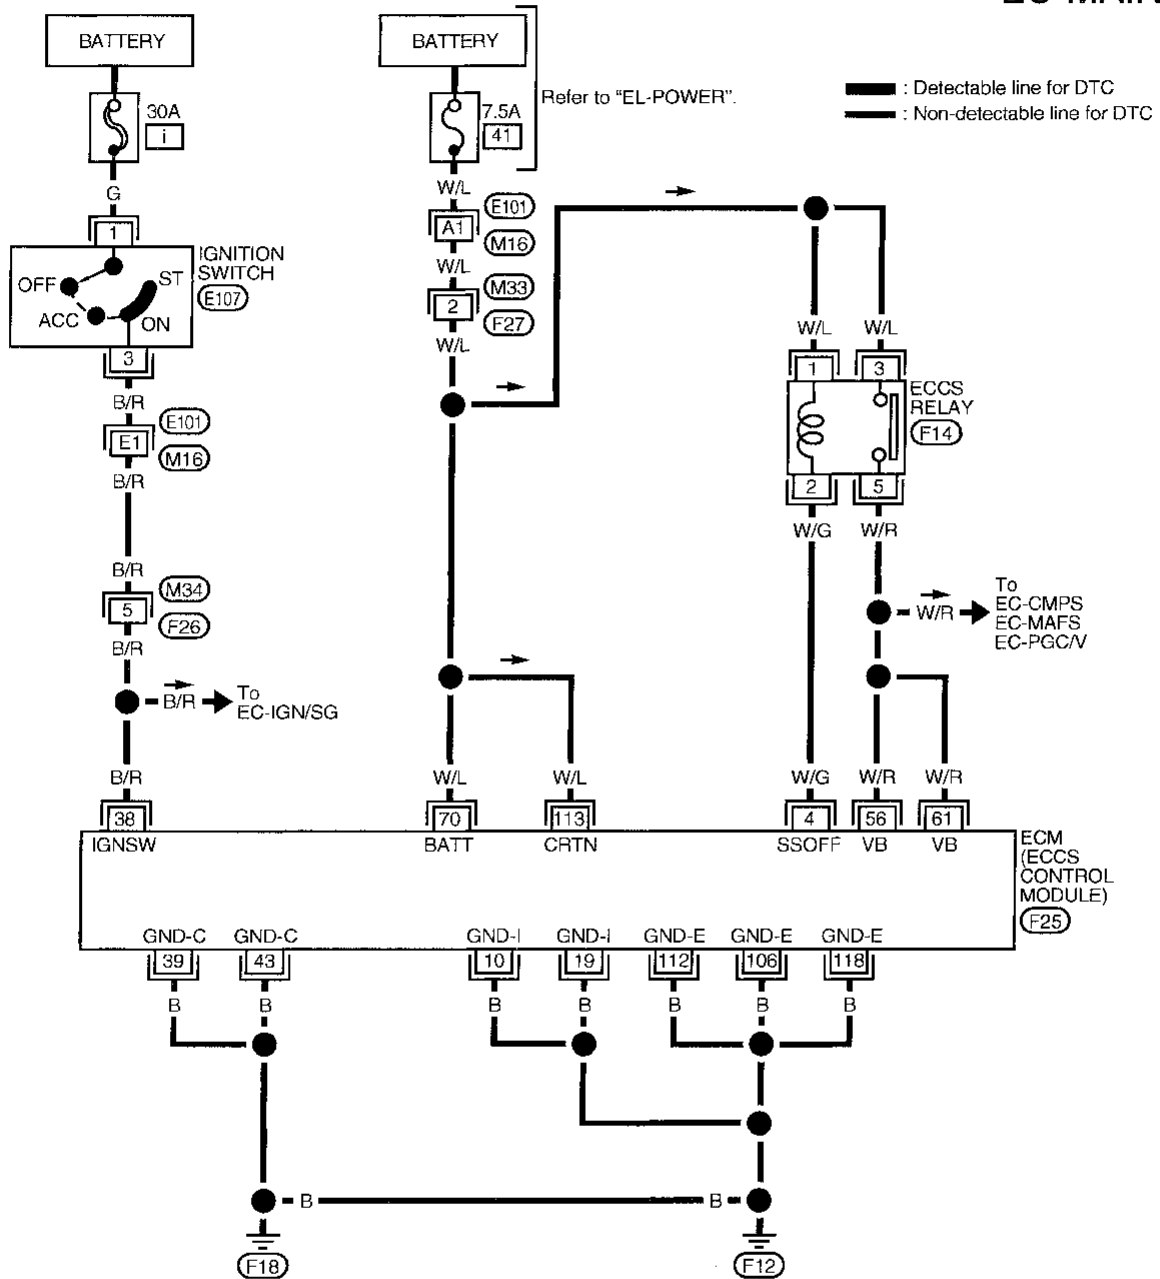 BATTERY
BATTERY
Refer to "EL-POWER".
: Detectable line for DTC
: Non-detectable line for DTC
30A
i
7.5A
41
G
W/L
1
A1
E101
M16
IGNITION
SWITCH
E107
OFF
ST
ACC
ON
W/L
2
M33
F27
W/L
3
B/R
E1
E101
M16
B/R
W/L
W/L
1
3
ECCS
RELAY
F14
2
5
W/G
W/R
B/R
5
M34
F26
B/R
W/R
To
EC-CMPS
EC-MAFS
EC-PGC/V
B/R
To
EC-IGN/SG
B/R
W/L
W/L
W/G
W/R
W/R
38
70
113
4
56
61
IGNSW
BATT
CRTN
SSOFF
VB
VB
ECM
(ECCS
CONTROL
MODULE)
F25
GND-C
GND-C
GND-I
GND-I
GND-E
GND-E
GND-E
39
43
10
19
112
106
118
B
B
B
B
B
B
B
B
B
F18
F12